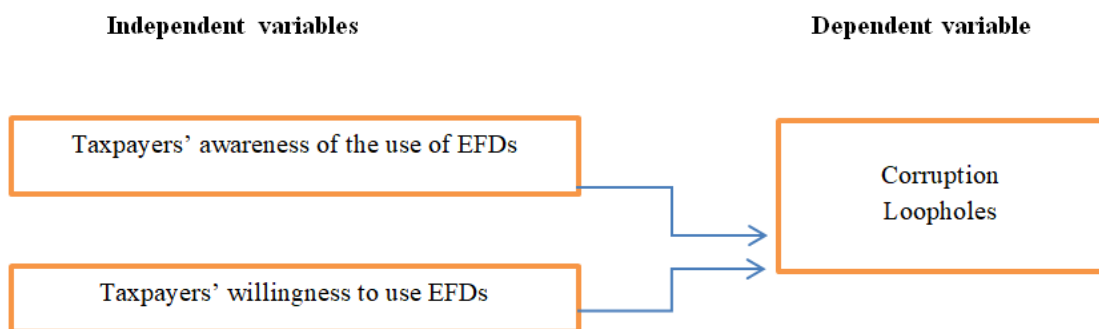 Independent variables
Dependent variable
Taxpayers’ awareness of the use of EFDs
Corruption
Loopholes
Taxpayers’ willingness to use EFDs